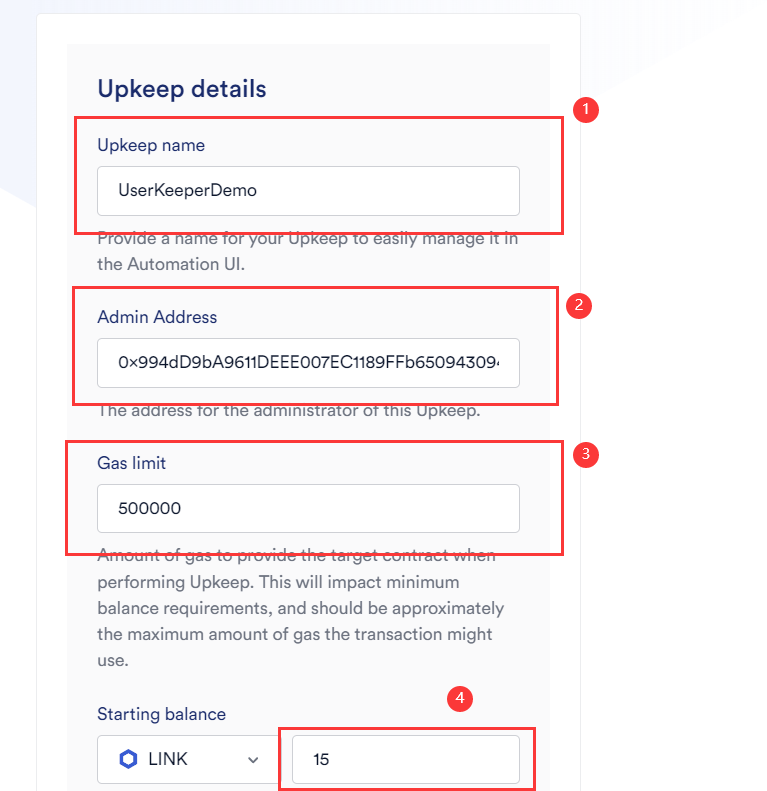 Upkeep details
1
Upkeep name
UserKeeperDemo
Provide a name for your Upkeep to easily manage it in
the Automation UI.
2
Admin Address
0×994dD9bA9611DEEE007EC1189FFb65094309
The address for the administrator of this Upkeep.
3
Gas limit
500000
Amount of gas to provide the target contract when
performing Upkeep. This will impact minimum
balance requirements, and should be approximately
the maximum amount of gas the transaction might
use.
4
Starting balance
LINK
15